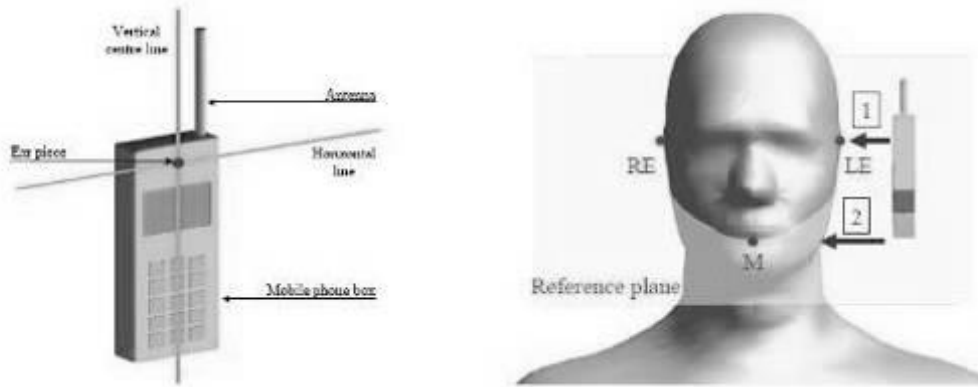 Vertical
centre line
Antenna
Ear piece
Horizontal
line
Mobile phone box
1
RE
LE
2
M
Reference plane